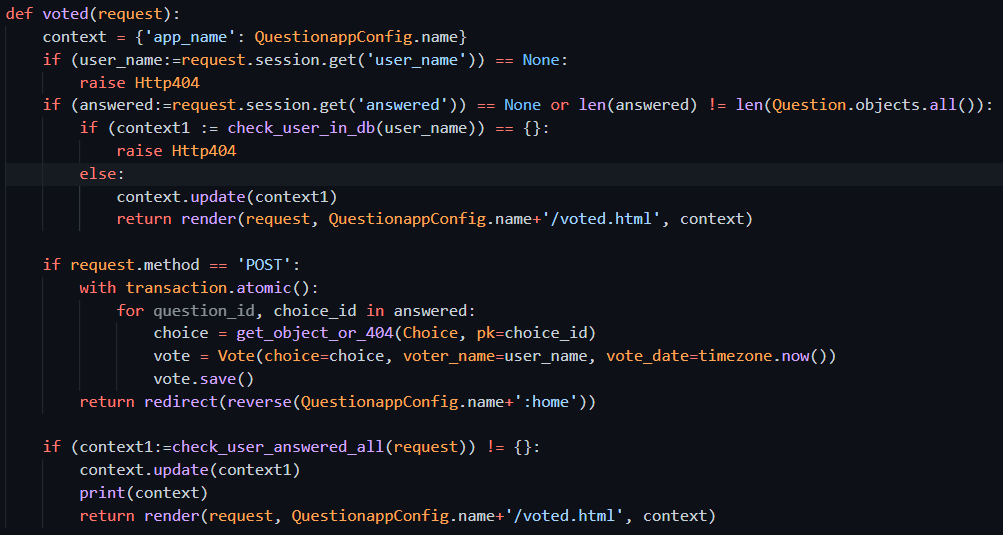 def voted(request):
    context = {'app_name': QuestionappConfig.name}
    if (user_name:=request.session.get('user_name')) == None:
        raise Http404
    if (answered:=request.session.get('answered')) == None or len(answered) != len(Question.objects.all()):
        if (context1 := check_user_in_db(user_name)) == {}:
            raise Http404
        else:
            context.update(context1)
            return render(request, QuestionappConfig.name+'/voted.html', context)

    if request.method == 'POST':
        with transaction.atomic():
            for question_id, choice_id in answered:
                choice = get_object_or_404(Choice, pk=choice_id)
                vote = Vote(choice=choice, voter_name=user_name, vote_date=timezone.now())
                vote.save()
        return redirect(reverse(QuestionappConfig.name+':home'))

    if (context1:=check_user_answered_all(request)) != {}:
        context.update(context1)
        print(context)
        return render(request, QuestionappConfig.name+'/voted.html', context)